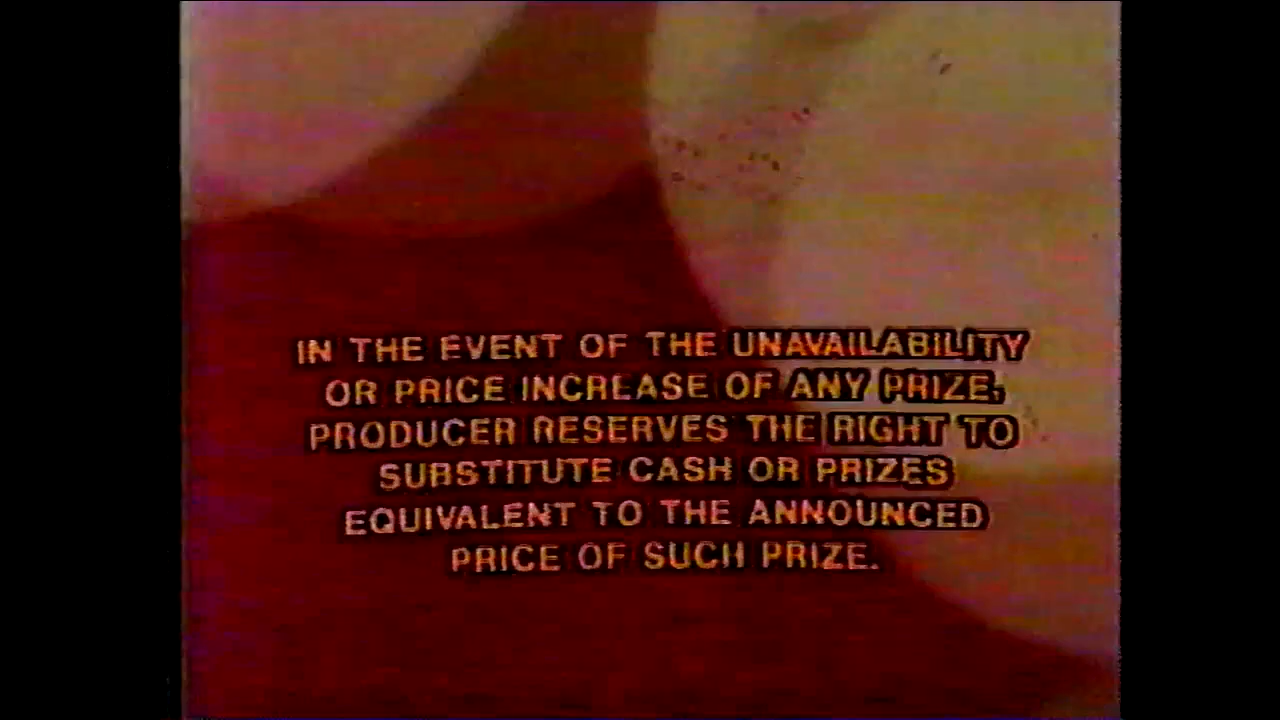 IN THE EVENT OF THE UNAVAILABILITY
OR PRICE INCREASE OF ANY PRIZE,
PRODUCER RESERVES THE RIGHT TO
SUBSTITUTE CASH OR PRIZES
EQUIVALENT TO THE ANNOUNCED
PRICE OF SUCH PRIZE.